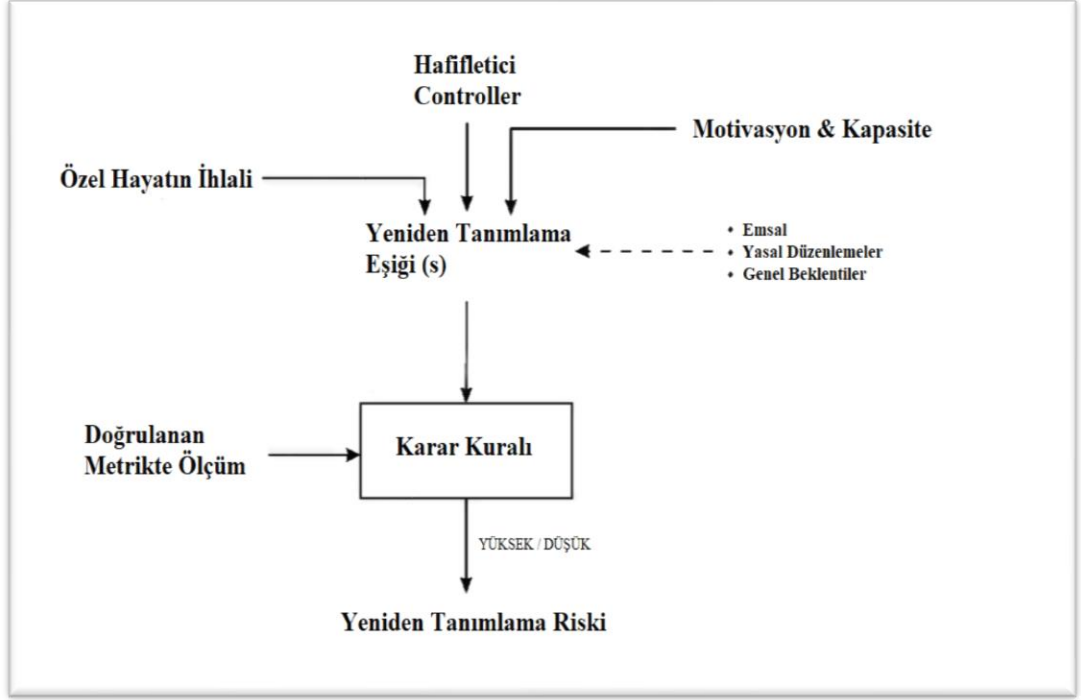 Hafifletici
Controller
Motivasyon & Kapasite
Özel Hayatın İhlali
Yeniden Tanımlama
Eşiği (s)
• Emsal
• Yasal Düzenlemeler
• Genel Beklentiler
Doğrulanan
Metrikte Ölçüm
Karar Kuralı
YÜKSEK / DÜŞÜK
Yeniden Tanımlama Riski